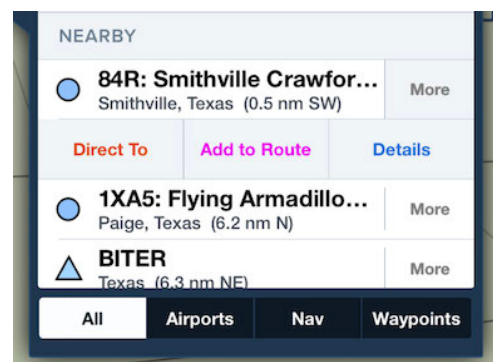 NEARBY
84R: Smithville Crawfor...
More
Smithville, Texas (0.5 nm SW)
Direct To
Add to Route
Details
1XA5: Flying Armadillo...
More
Paige, Texas (6.2 nm N)
BITER
More
Texas (6.3 nm NE)
All
Airports
Nav
Waypoints